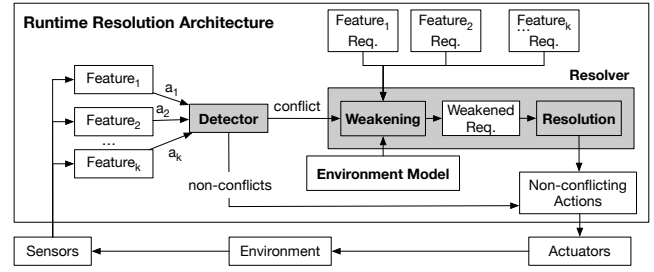 Runtime Resolution Architecture
Feature1 Req.
Feature2 Req.
... Featurek Req.
Resolver
Feature1
a1
Feature2
a2
...
Featurek
ak
Detector
conflict
Weakening
Weakened Req.
Resolution
non-conflicts
Environment Model
Non-conflicting Actions
Sensors
Environment
Actuators